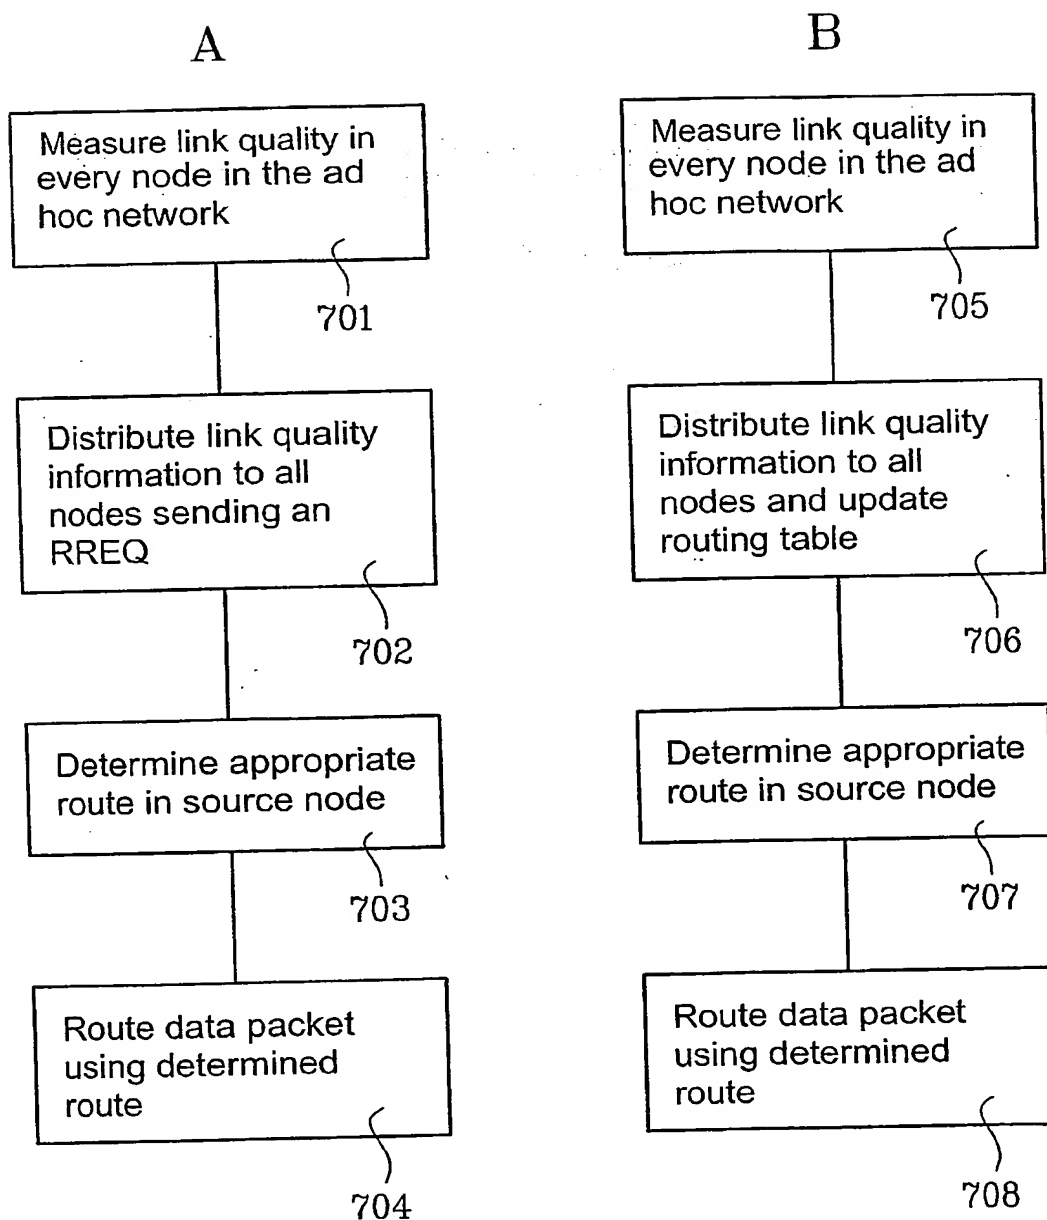 A
Measure link quality in
every node in the ad
hoc network
701
Distribute link quality
information to all
nodes sending an
RREQ
702
Determine appropriate
route in source node
703
Route data packet
using determined
route
704
B
Measure link quality in
every node in the ad
hoc network
705
Distribute link quality
information to all
nodes and update
routing table
706
Determine appropriate
route in source node
707
Route data packet
using determined
route
708